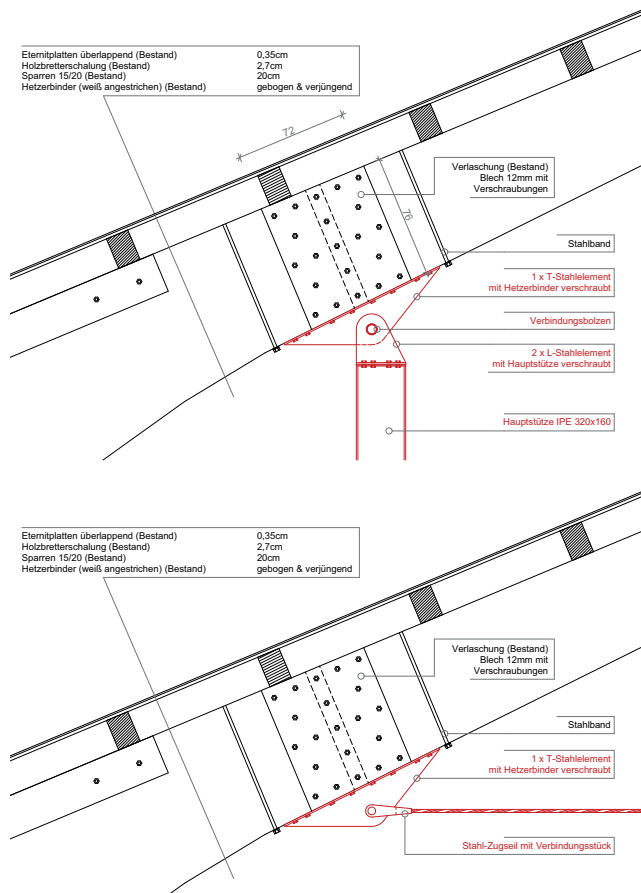 Eternitplatten überlappend (Bestand) 0,35cm
Holzbretterschalung (Bestand) 2,7cm
Sparren 15/20 (Bestand) 20cm
Hetzerbinder (weiß angestrichen) (Bestand) gebogen & verjüngend
72
76
Verlaschung (Bestand)
Blech 12mm mit
Verschraubungen
Stahlband
1 x T-Stahlelement
mit Hetzerbinder verschraubt
Verbindungsbolzen
2 x L-Stahlelement
mit Hauptstütze verschraubt
Hauptstütze IPE 320x160
Eternitplatten überlappend (Bestand) 0,35cm
Holzbretterschalung (Bestand) 2,7cm
Sparren 15/20 (Bestand) 20cm
Hetzerbinder (weiß angestrichen) (Bestand) gebogen & verjüngend
Verlaschung (Bestand)
Blech 12mm mit
Verschraubungen
Stahlband
1 x T-Stahlelement
mit Hetzerbinder verschraubt
Stahl-Zugseil mit Verbindungsstück